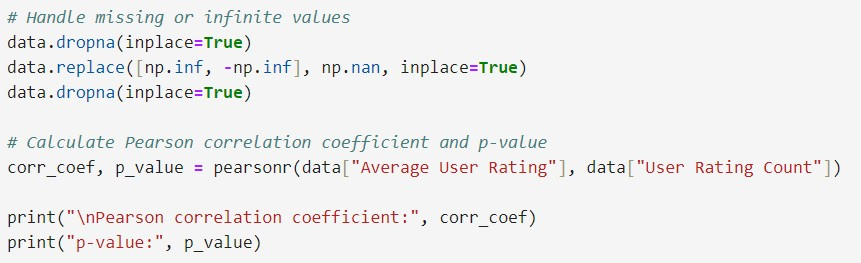 # Handle missing or infinite values
data.dropna(inplace=True)
data.replace([np.inf, -np.inf], np.nan, inplace=True)
data.dropna(inplace=True)
# Calculate Pearson correlation coefficient and p-value
corr_coef, p_value = pearsonr(data["Average User Rating"], data["User Rating Count"])
print("\nPearson correlation coefficient:", corr_coef)
print("p-value:", p_value)